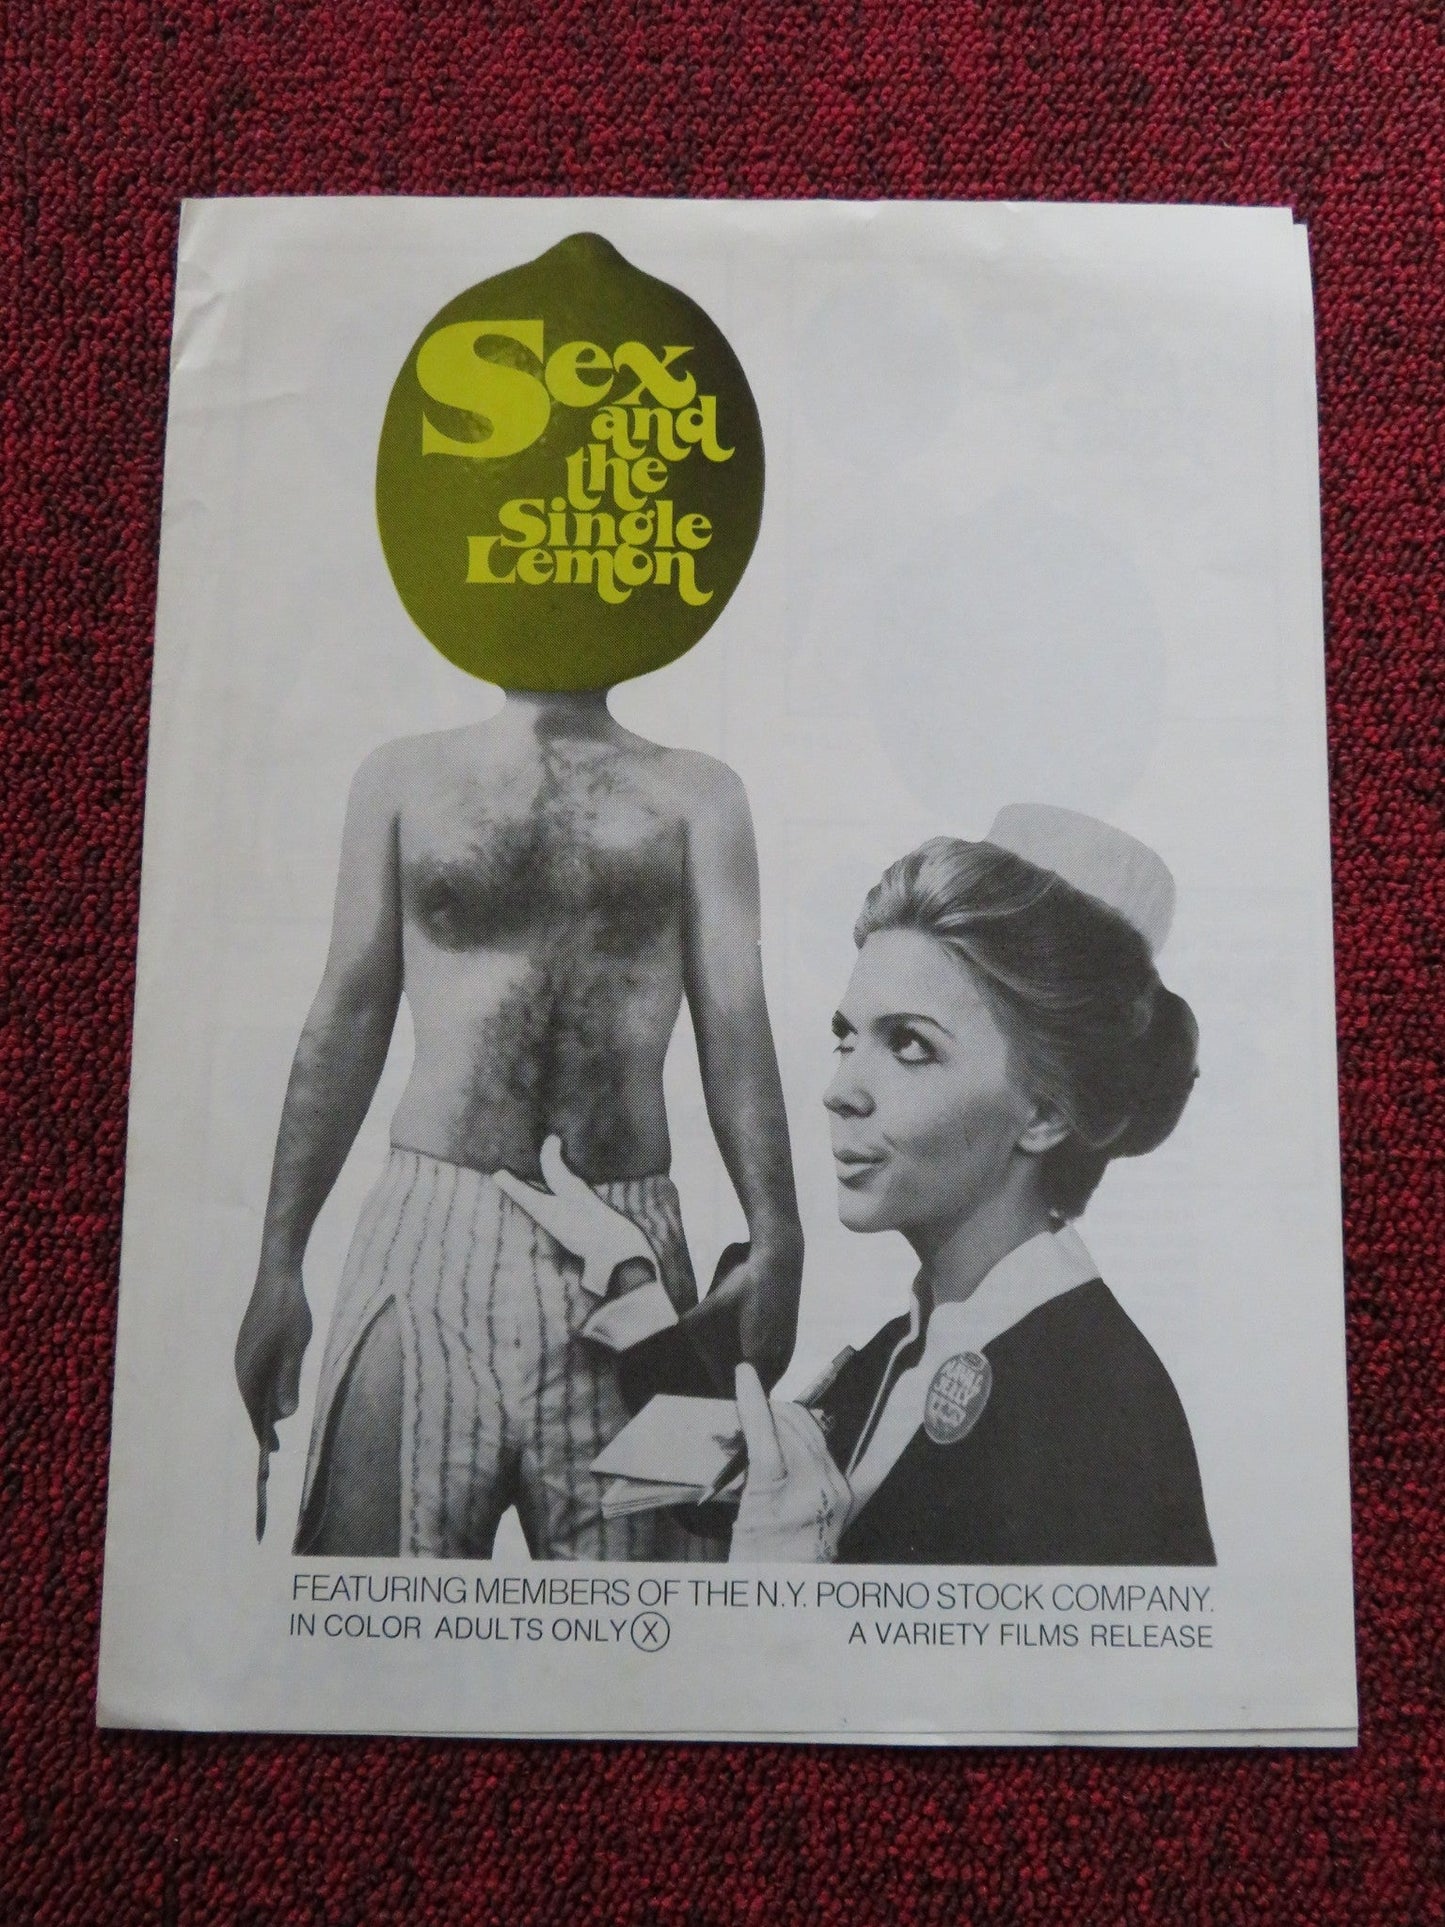 Sex
and
the
Single
Lemon
FEATURING MEMBERS OF THE N.Y. PORNO STOCK COMPANY.
IN COLOR ADULTS ONLY X
A VARIETY FILMS RELEASE